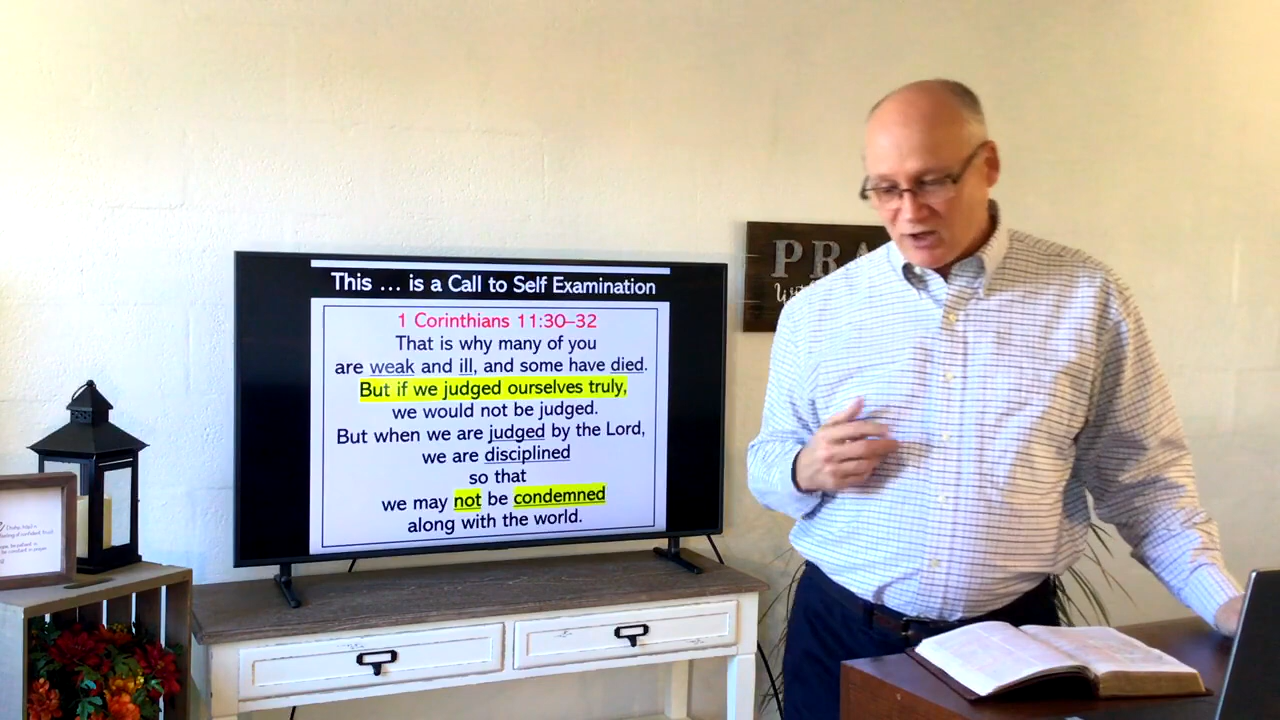 This ... is a Call to Self Examination
1 Corinthians 11:30–32
That is why many of you
are weak and ill, and some have died.
But if we judged ourselves truly,
we would not be judged.
But when we are judged by the Lord,
we are disciplined
so that
we may not be condemned
along with the world.
PRA